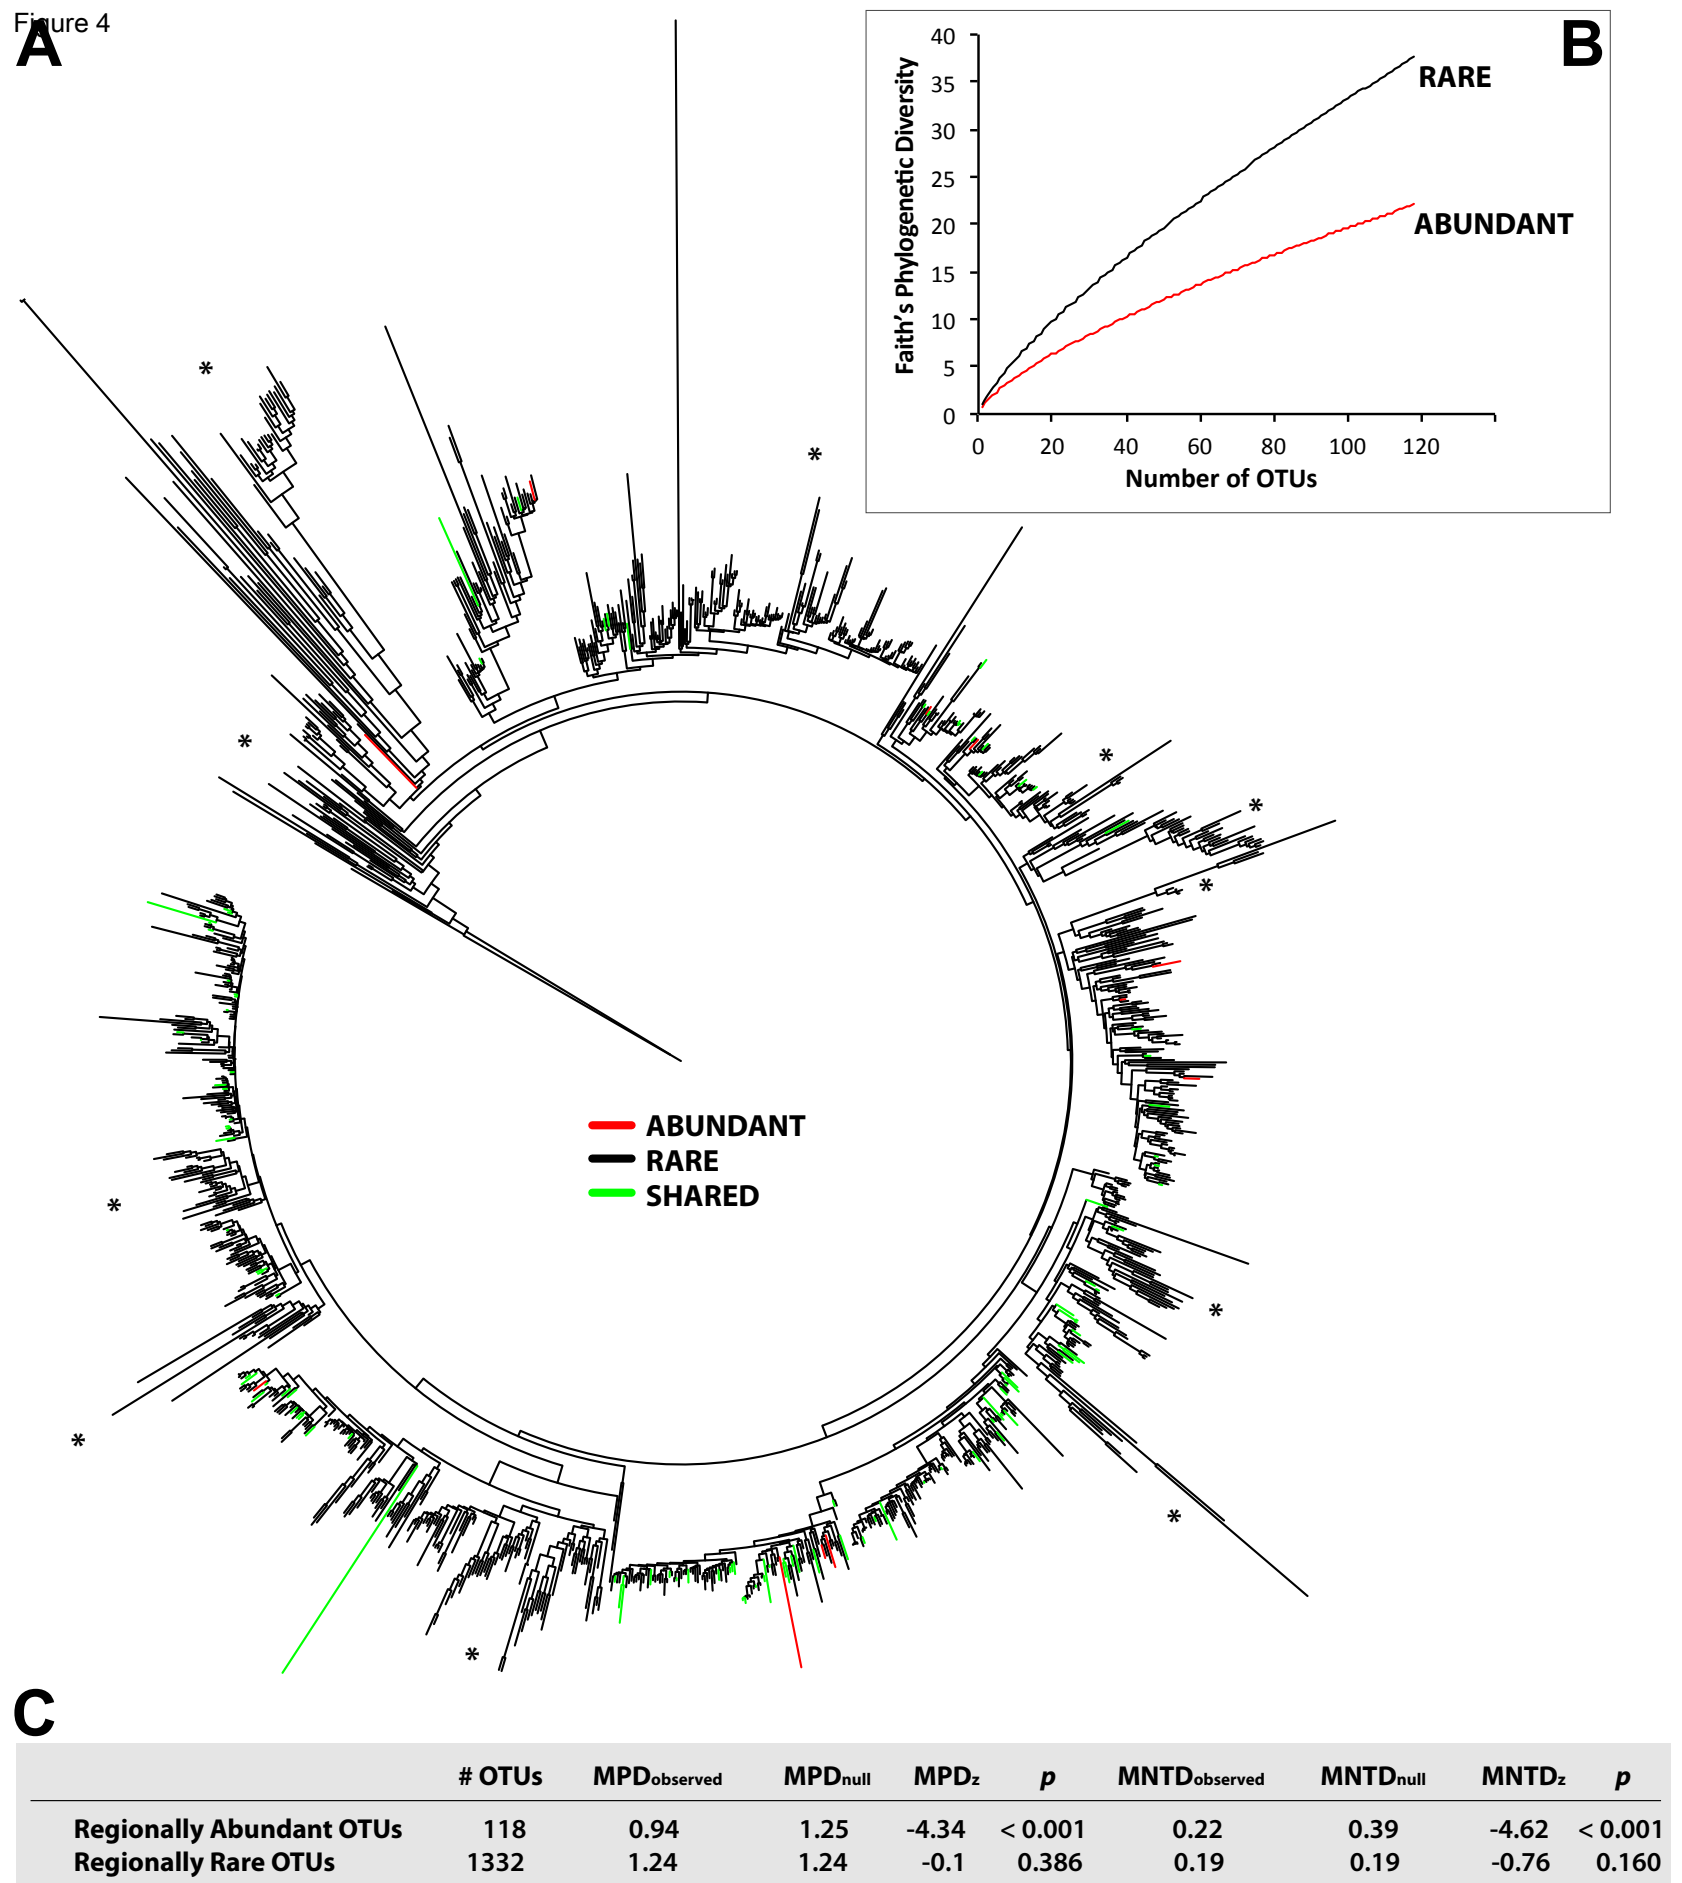 Figure 4
A
B
40
35
30
25
20
15
10
5
0
Faith's Phylogenetic Diversity
RARE
ABUNDANT
0 20 40 60 80 100 120
Number of OTUs
*
*
*
*
*
*
*
*
*
*
*
ABUNDANT
RARE
SHARED
C
# OTUs MPDobserved MPDnull MPDz p MNTDobserved MNTDnull MNTDz p
Regionally Abundant OTUs 118 0.94 1.25 -4.34 < 0.001 0.22 0.39 -4.62 < 0.001
Regionally Rare OTUs 1332 1.24 1.24 -0.1 0.386 0.19 0.19 -0.76 0.160